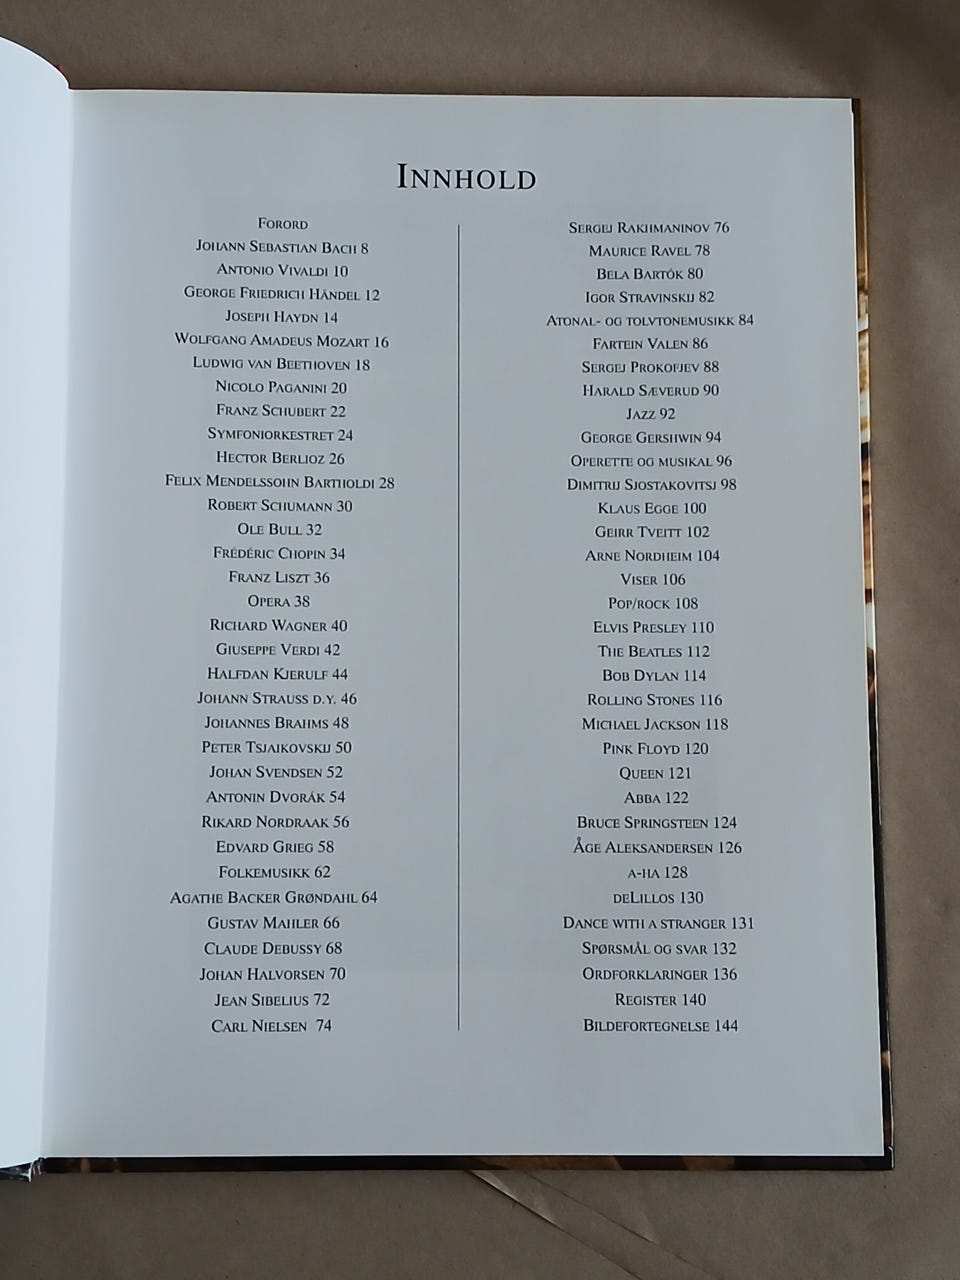 INNHOLD
FORORD
JOHANN SEBASTIAN BACH 8
ANTONIO VIVALDI 10
GEORGE FRIEDRICH HÄNDEL 12
JOSEPH HAYDN 14
WOLFGANG AMADEUS MOZART 16
LUDWIG VAN BEETHOVEN 18
NICOLO PAGANINI 20
FRANZ SCHUBERT 22
SYMFONIORKESTRET 24
HECTOR BERLIOZ 26
FELIX MENDELSSOHN BARTHOLDI 28
ROBERT SCHUMANN 30
OLE BULL 32
FRÉDÉRIC CHOPIN 34
FRANZ LISZT 36
OPERA 38
RICHARD WAGNER 40
GIUSEPPE VERDI 42
HALFDAN KJERULF 44
JOHANN STRAUSS D.Y. 46
JOHANNES BRAHMS 48
PETER TSJAIKOVSKIJ 50
JOHAN SVENDSEN 52
ANTONIN DVORÁK 54
RIKARD NORDRAAK 56
EDVARD GRIEG 58
FOLKEMUSIKK 62
AGATHE BACKER GRØNDAHL 64
GUSTAV MAHLER 66
CLAUDE DEBUSSY 68
JOHAN HALVORSEN 70
JEAN SIBELIUS 72
CARL NIELSEN 74
SERGEJ RAKHMANINOV 76
MAURICE RAVEL 78
BELA BARTÓK 80
IGOR STRAVINSKIJ 82
ATONAL- OG TOLVTONEMUSIKK 84
FARTEIN VALEN 86
SERGEJ PROKOFJEV 88
HARALD SÆVERUD 90
JAZZ 92
GEORGE GERSHWIN 94
OPERETTE OG MUSIKAL 96
DIMITRIJ SJOSTAKOVITSJ 98
KLAUS EGGE 100
GEIRR TVEITT 102
ARNE NORDHEIM 104
VISER 106
POP/ROCK 108
ELVIS PRESLEY 110
THE BEATLES 112
BOB DYLAN 114
ROLLING STONES 116
MICHAEL JACKSON 118
PINK FLOYD 120
QUEEN 121
ABBA 122
BRUCE SPRINGSTEEN 124
ÅGE ALEKSANDERSEN 126
A-HA 128
DELILLOS 130
DANCE WITH A STRANGER 131
SPØRSMÅL OG SVAR 132
ORDFORKLARINGER 136
REGISTER 140
BILDEFORTEGNELSE 144